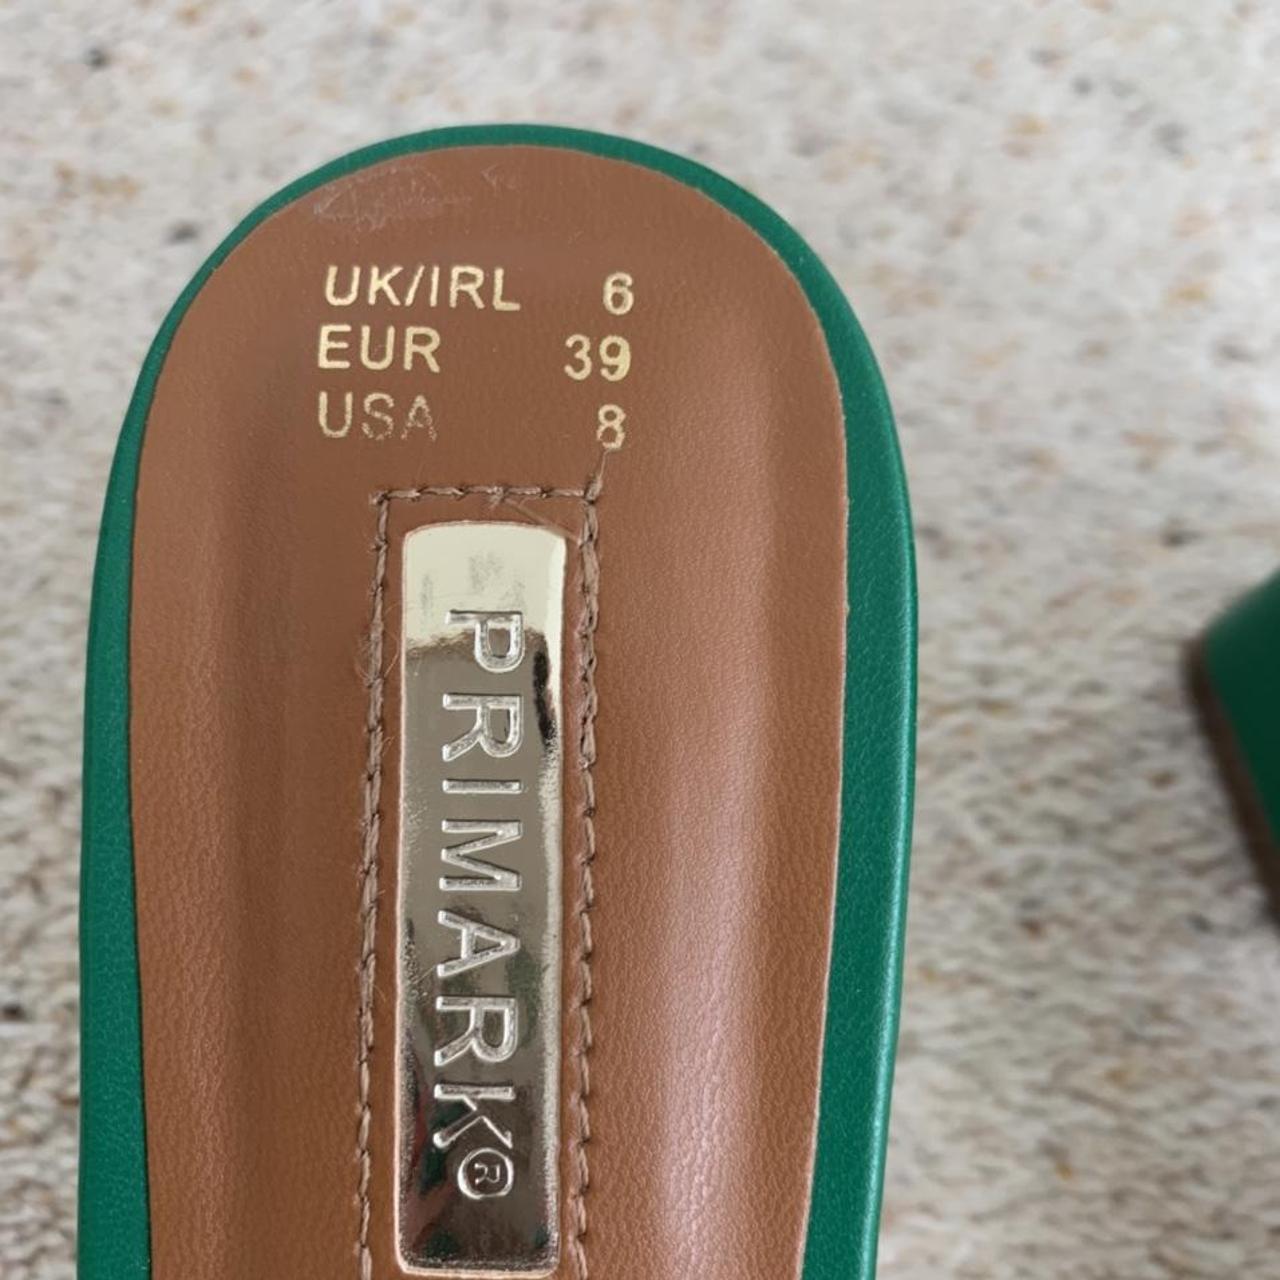 UK/IRL 6
EUR 39
USA 8
PRIMARK®